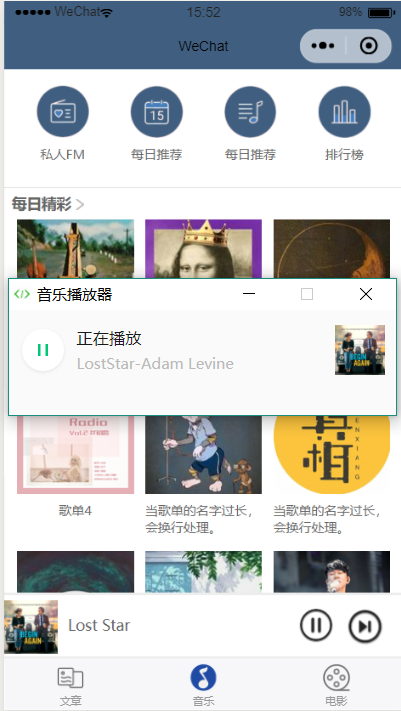 WeChat
15:52
98%
WeChat
15
私人FM
每日推荐
每日推荐
排行榜
每日精彩
音乐播放器
正在播放
LostStar-Adam Levine
Radio
真相
ENXIANG
歌单4
当歌单的名字过长，
会换行处理。
当歌单的名字过长，
会换行处理。
BEGIN
AGAIN
Lost Star
文章
音乐
电影